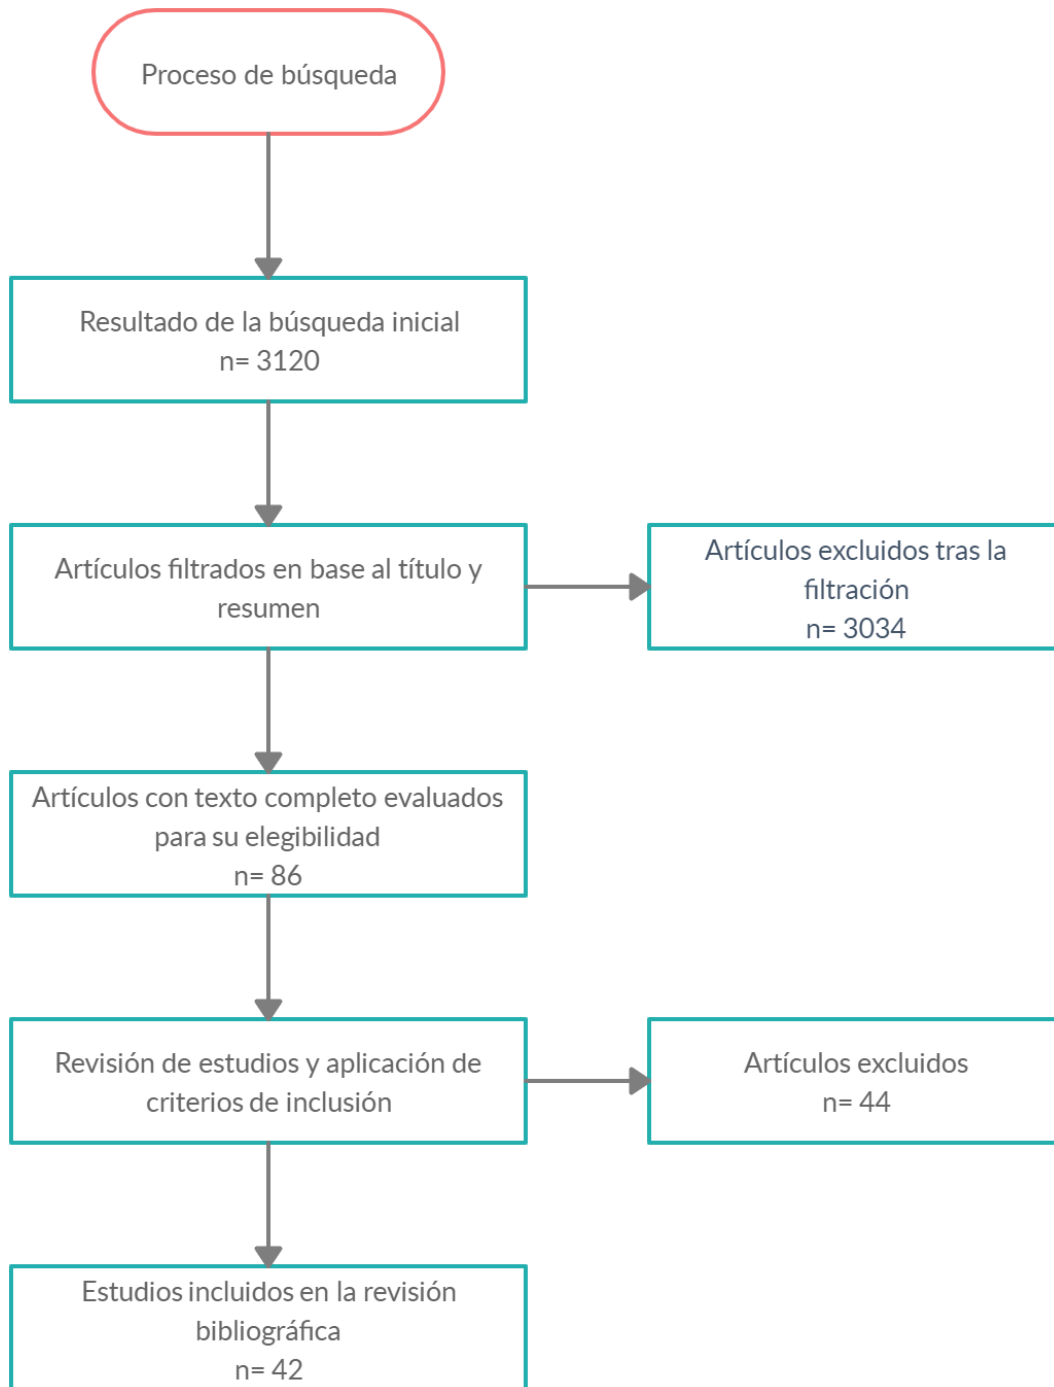 Proceso de búsqueda
Resultado de la búsqueda inicial
n= 3120
Artículos filtrados en base al título y
resumen
Artículos excluidos tras la
filtración
n= 3034
Artículos con texto completo evaluados
para su elegibilidad
n= 86
Revisión de estudios y aplicación de
criterios de inclusión
Artículos excluidos
n= 44
Estudios incluidos en la revisión
bibliográfica
n= 42